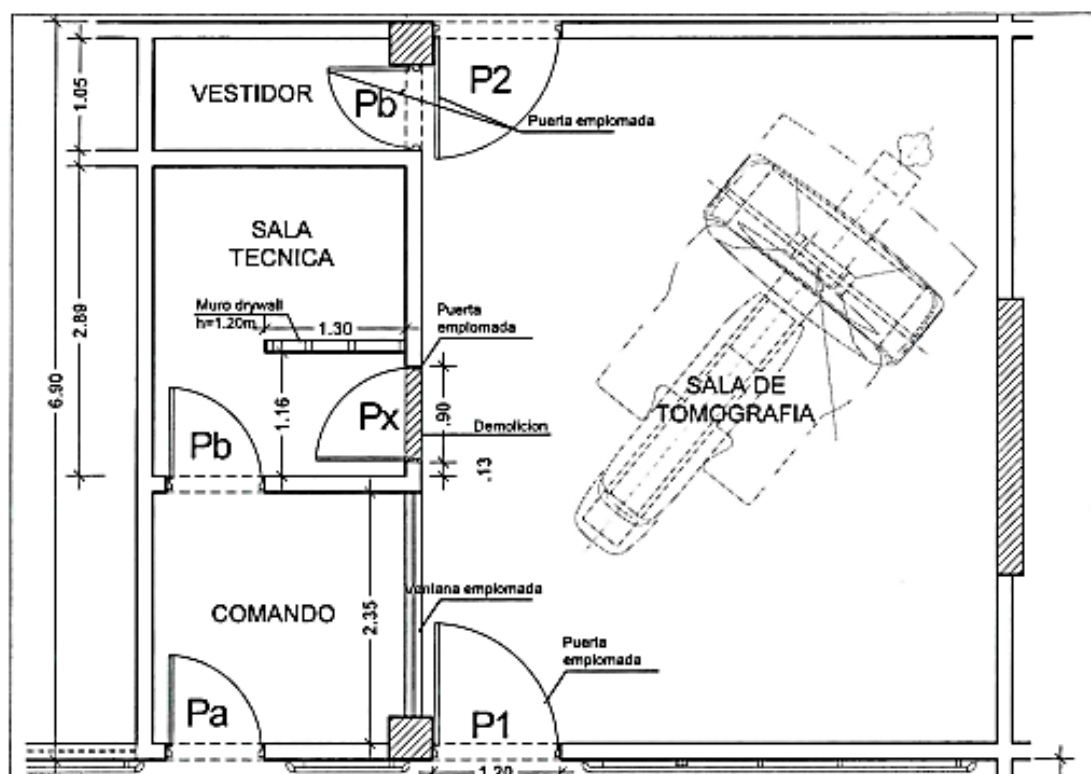 VESTIDOR
Pb
P2
Puerta emplomada
1.05
SALA
TECNICA
Muro drywall
h=1.20m
1.30
Puerta
emplomada
2.89
6.90
SALA DE
TOMOGRAFIA
1.16
Px
.90
Demolicion
Pb
.13
Ventana emplomada
COMANDO
2.35
Puerta
emplomada
Pa
P1
1.20